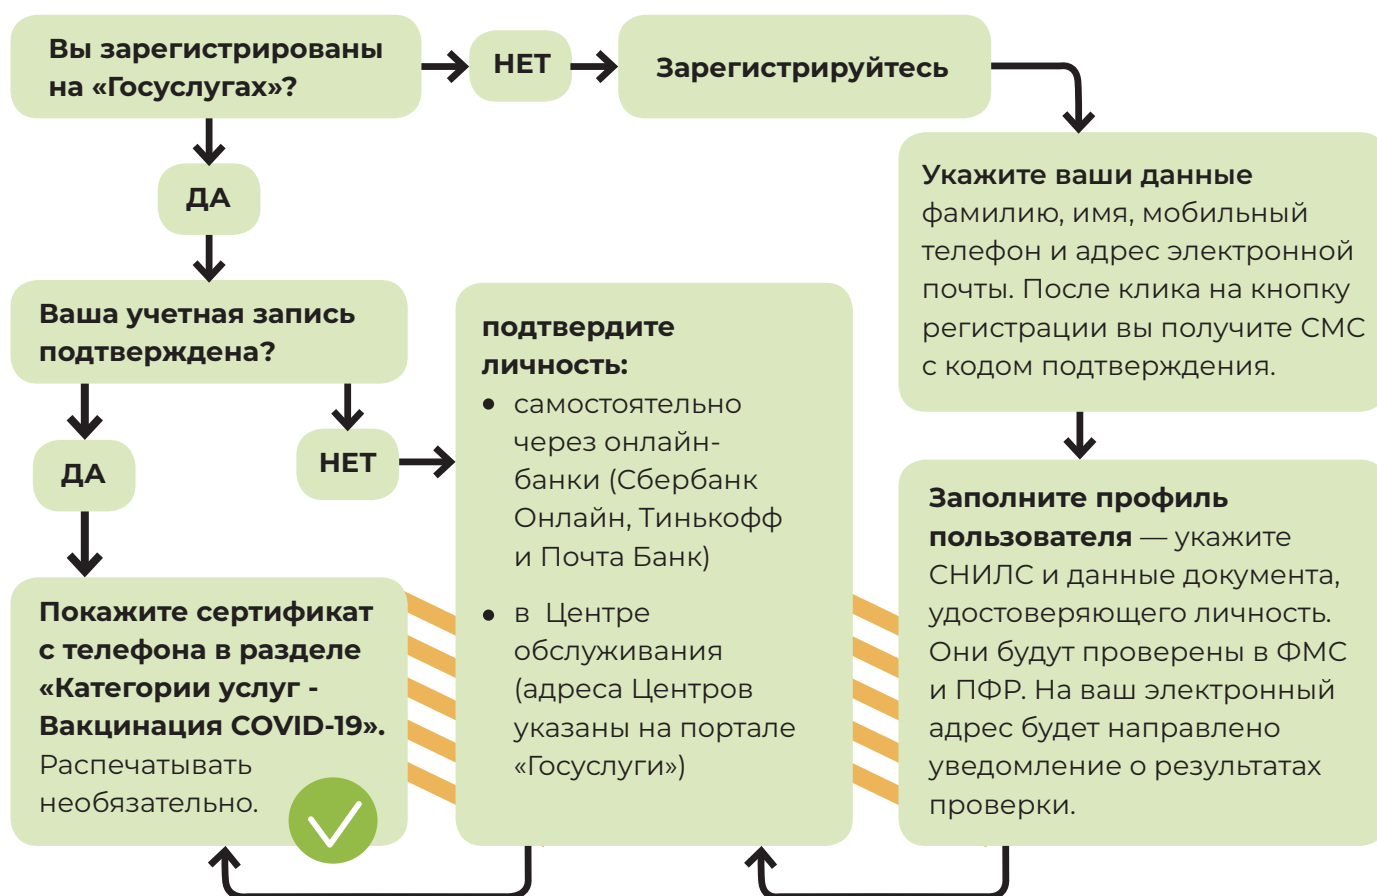 Вы зарегистрированы
на «Госуслугах»?
НЕТ
Зарегистрируйтесь
Укажите ваши данные
фамилию, имя, мобильный
телефон и адрес электронной
почты. После клика на кнопку
регистрации вы получите СМС
с кодом подтверждения.
Заполните профиль
пользователя — укажите
СНИЛС и данные документа,
удостоверяющего личность.
Они будут проверены в ФМС
и ПФР. На ваш электронный
адрес будет направлено
уведомление о результатах
проверки.
ДА
Ваша учетная запись
подтверждена?
НЕТ
подтвердите
личность:
• самостоятельно
через онлайн-
банки (Сбербанк
Онлайн, Тинькофф
и Почта Банк)
• в Центре
обслуживания
(адреса Центров
указаны на портале
«Госуслуги»)
ДА
Покажите сертификат
с телефона в разделе
«Категории услуг -
Вакцинация COVID-19».
Распечатывать
необязательно.